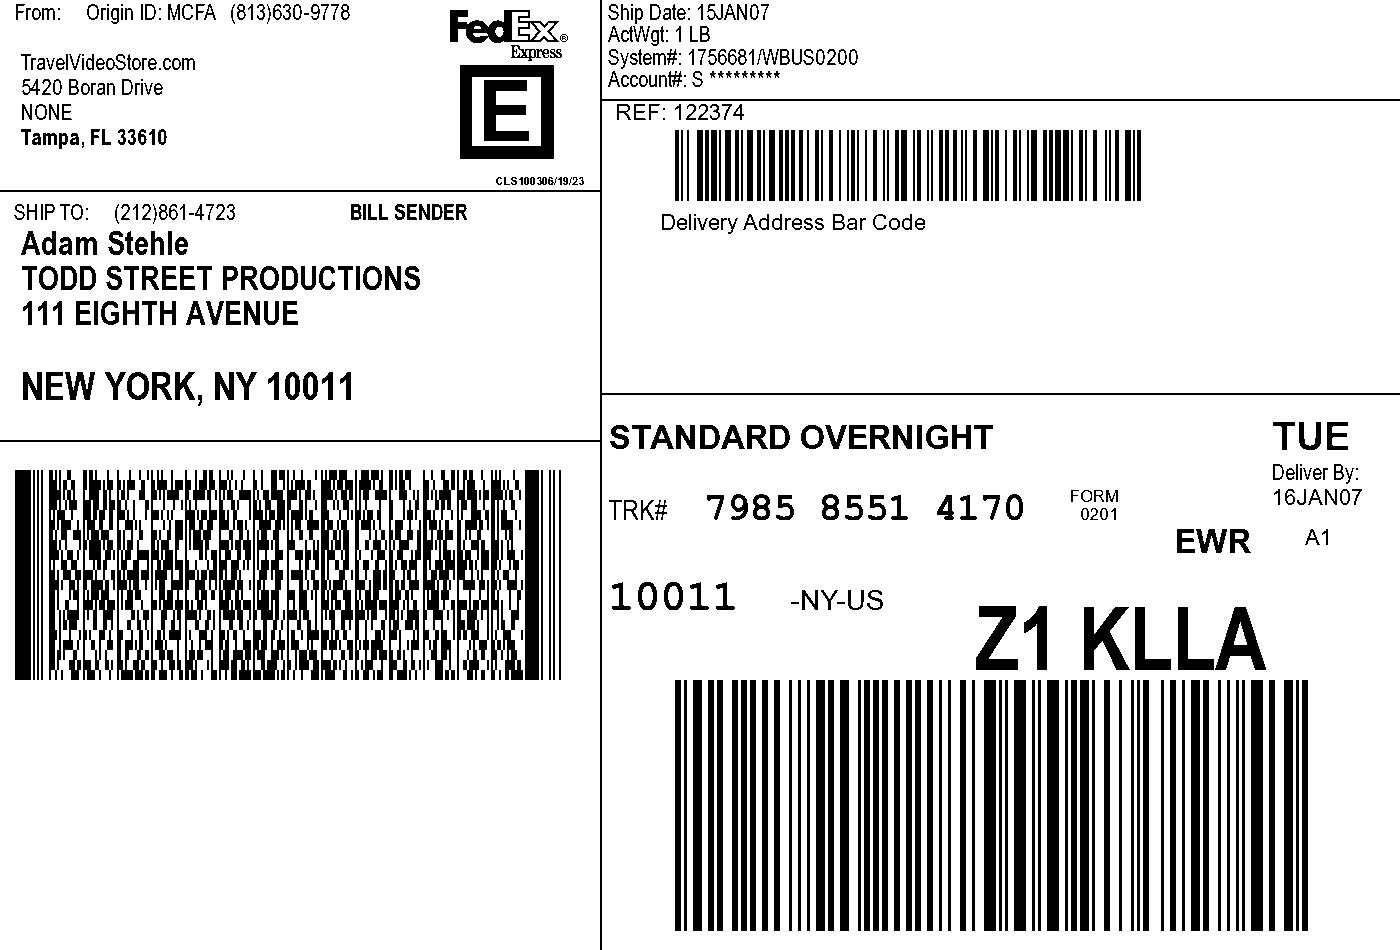 From: Origin ID: MCFA (813)630-9778
TravelVideoStore.com
5420 Boran Drive
NONE
Tampa, FL 33610
FedEx®
Express
E
CLS100306/19/23
Ship Date: 15JAN07
ActWgt: 1 LB
System#: 1756681/WBUS0200
Account#: S *********
REF: 122374
Delivery Address Bar Code
SHIP TO: (212)861-4723 BILL SENDER
Adam Stehle
TODD STREET PRODUCTIONS
111 EIGHTH AVENUE
NEW YORK, NY 10011
STANDARD OVERNIGHT
TUE
Deliver By:
16JAN07
TRK# 7985 8551 4170
FORM
0201
EWR A1
10011 -NY-US
Z1 KLLA